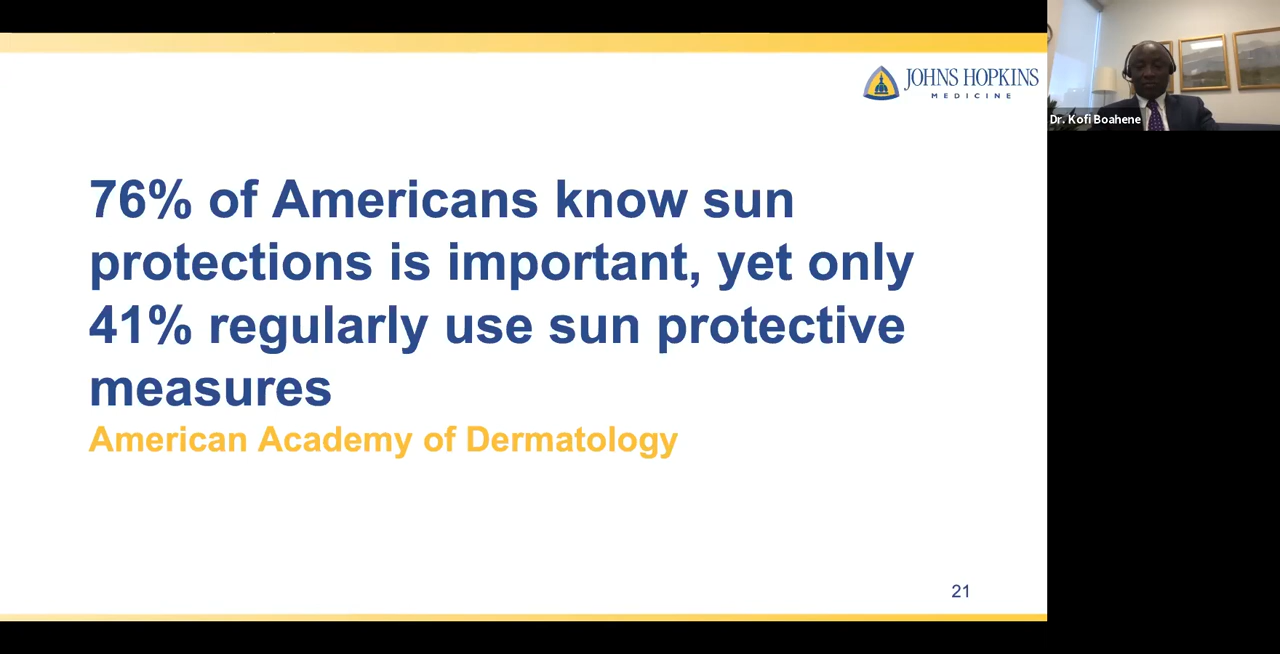 JOHNS HOPKINS
MEDICINE
Dr. Kofi Boahene
76% of Americans know sun
protections is important, yet only
41% regularly use sun protective
measures
American Academy of Dermatology
21